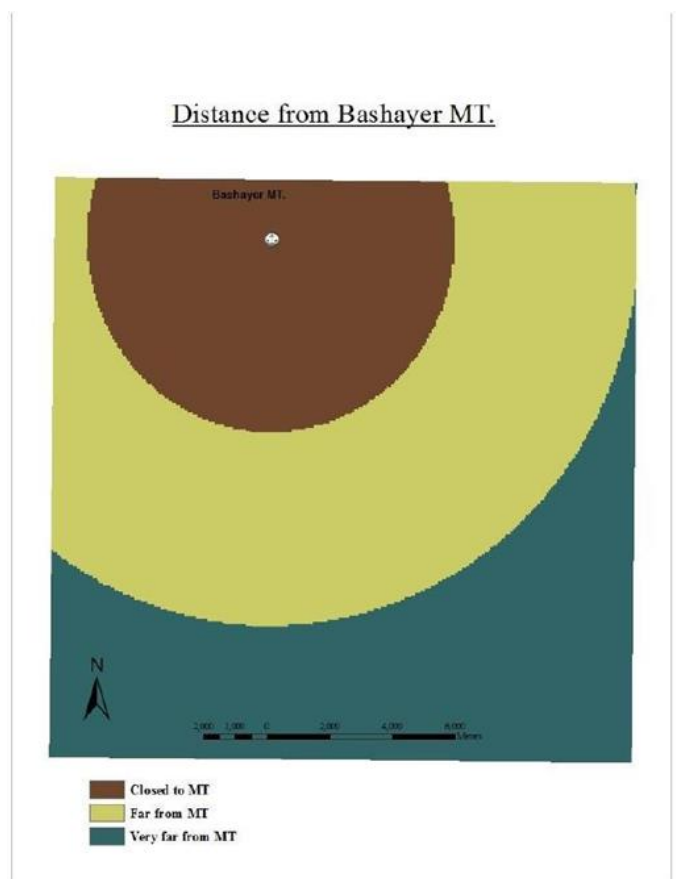 Distance from Bashayer MT.
Bashayer MT.
N
2,000 1,000 0 2,000 4,000 6,000
Meters
Closed to MT
Far from MT
Very far from MT